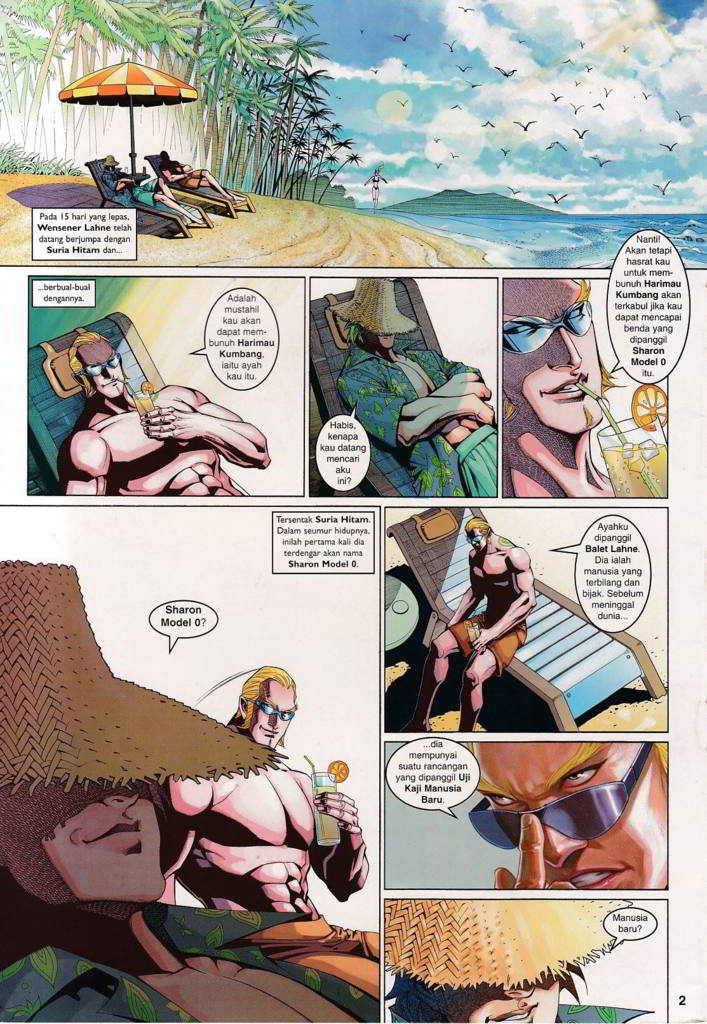 Pada 15 hari yang lepas,
Wensener Lahne telah
datang berjumpa dengan
Suria Hitam dan...
...berbual-bual
dengannya.
Adalah
mustahil
kau akan
dapat mem-
bunuh Harimau
Kumbang,
iaitu ayah
kau itu.
Habis,
kenapa
kau datang
mencari
aku
ini?
Nanti!
Akan tetapi
hasrat kau
untuk mem-
bunuh Harimau
Kumbang akan
terkabul jika kau
dapat mencapai
benda yang
dipanggil
Sharon
Model 0
itu.
Tersentak Suria Hitam.
Dalam seumur hidupnya,
inilah pertama kali dia
terdengar akan nama
Sharon Model 0.
Sharon
Model 0?
Ayahku
dipanggil
Balet Lahne.
Dia ialah
manusia yang
terbilang dan
bijak. Sebelum
meninggal
dunia...
...dia
mempunyai
suatu rancangan
yang dipanggil Uji
Kaji Manusia
Baru.
Manusia
baru?
2